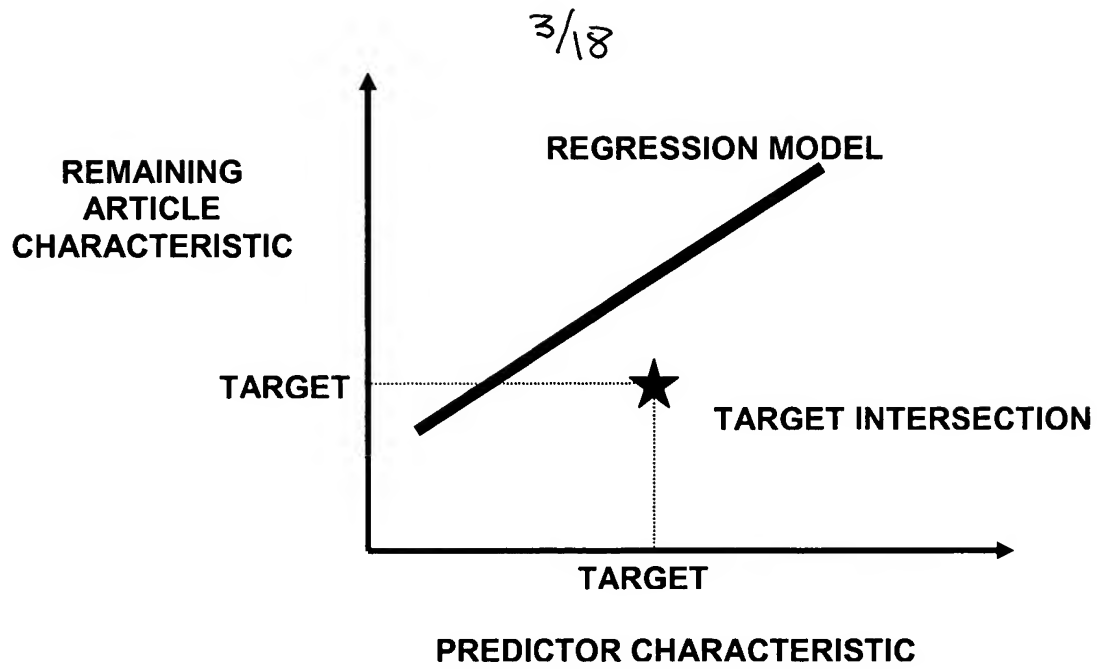 3/18
REGRESSION MODEL
REMAINING
ARTICLE
CHARACTERISTIC
TARGET
TARGET INTERSECTION
TARGET
PREDICTOR CHARACTERISTIC